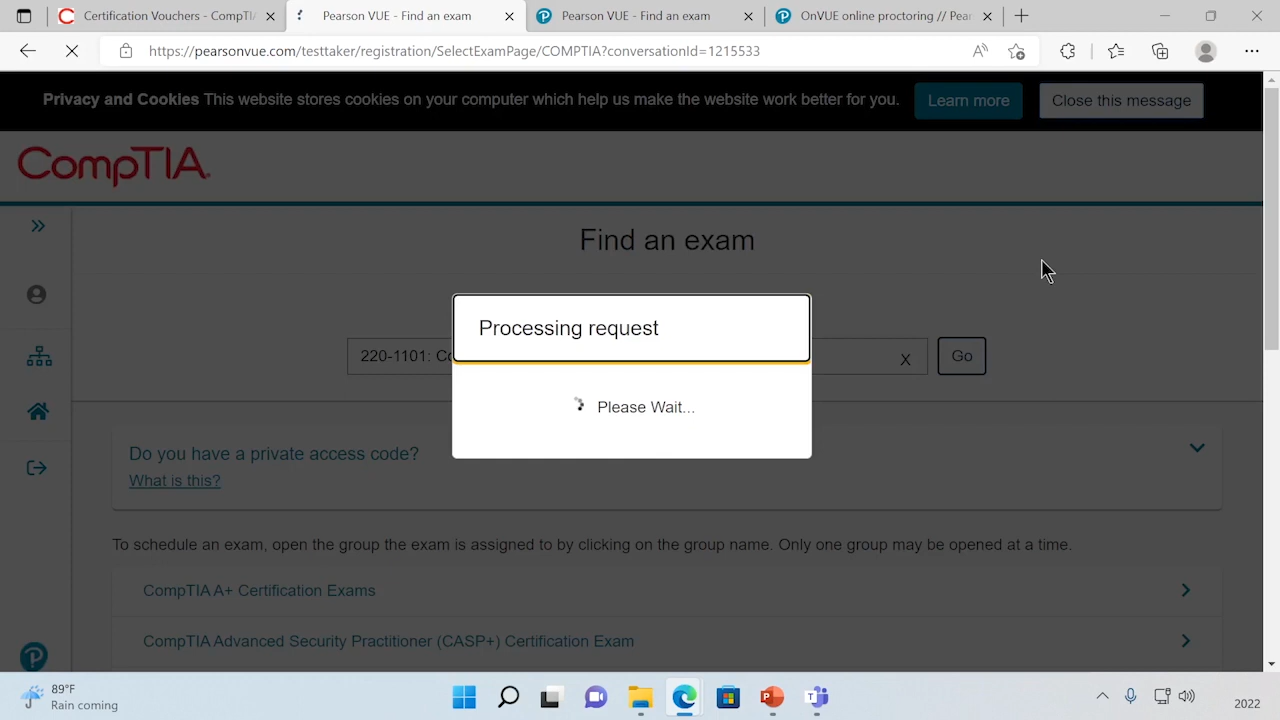 Certification Vouchers - CompTI
Pearson VUE - Find an exam
Pearson VUE - Find an exam
OnVUE online proctoring // Pear
https://pearsonvue.com/testtaker/registration/SelectExamPage/COMPTIA?conversationId=1215533
Privacy and Cookies This website stores cookies on your computer which help us make the website work better for you.
Learn more
Close this message
CompTIA.
Find an exam
Processing request
220-1101: Co
X
Go
Please Wait...
Do you have a private access code?
What is this?
To schedule an exam, open the group the exam is assigned to by clicking on the group name. Only one group may be opened at a time.
CompTIA A+ Certification Exams
CompTIA Advanced Security Practitioner (CASP+) Certification Exam
89°F
Rain coming
2022